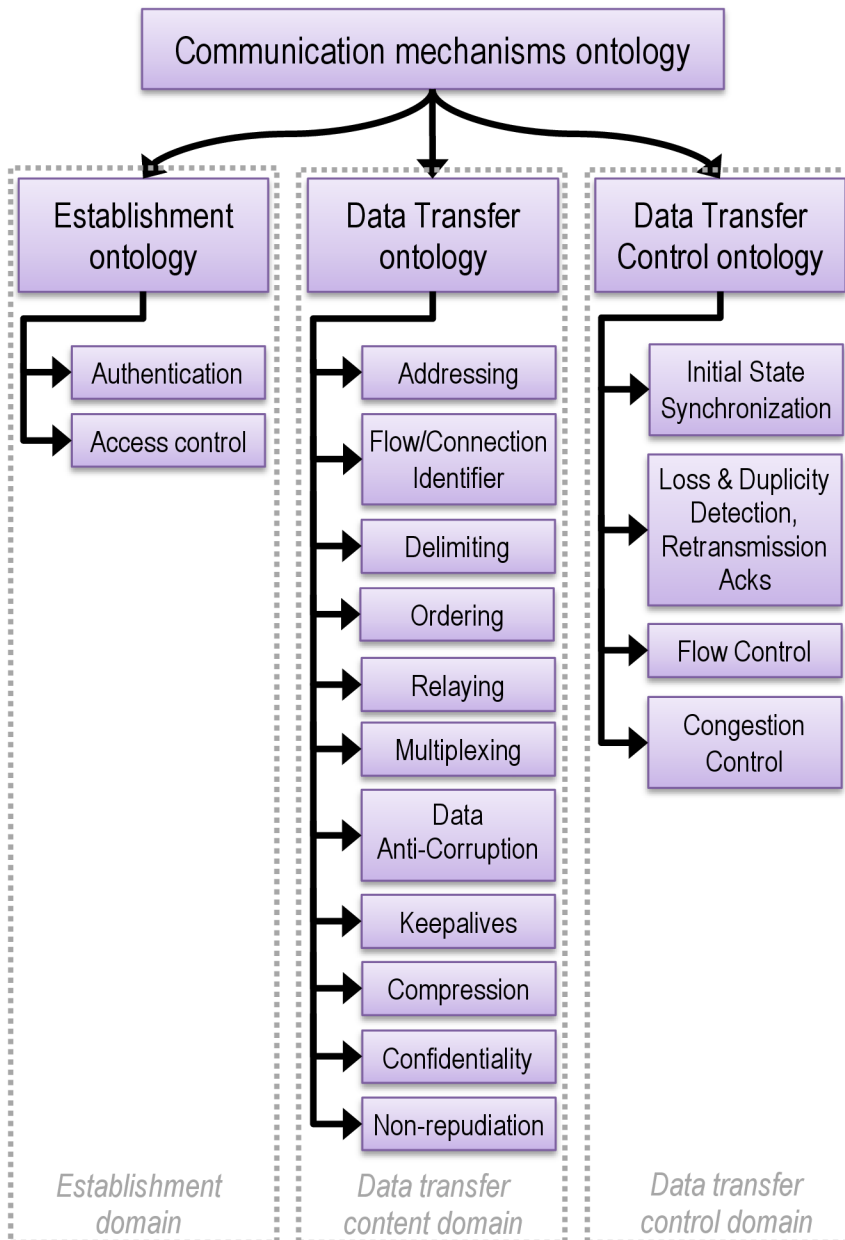 Communication mechanisms ontology
Establishment
ontology
Authentication
Access control
Establishment
domain
Data Transfer
ontology
Addressing
Flow/Connection
Identifier
Delimiting
Ordering
Relaying
Multiplexing
Data
Anti-Corruption
Keepalives
Compression
Confidentiality
Non-repudiation
Data transfer
content domain
Data Transfer
Control ontology
Initial State
Synchronization
Loss & Duplicity
Detection,
Retransmission
Acks
Flow Control
Congestion
Control
Data transfer
control domain